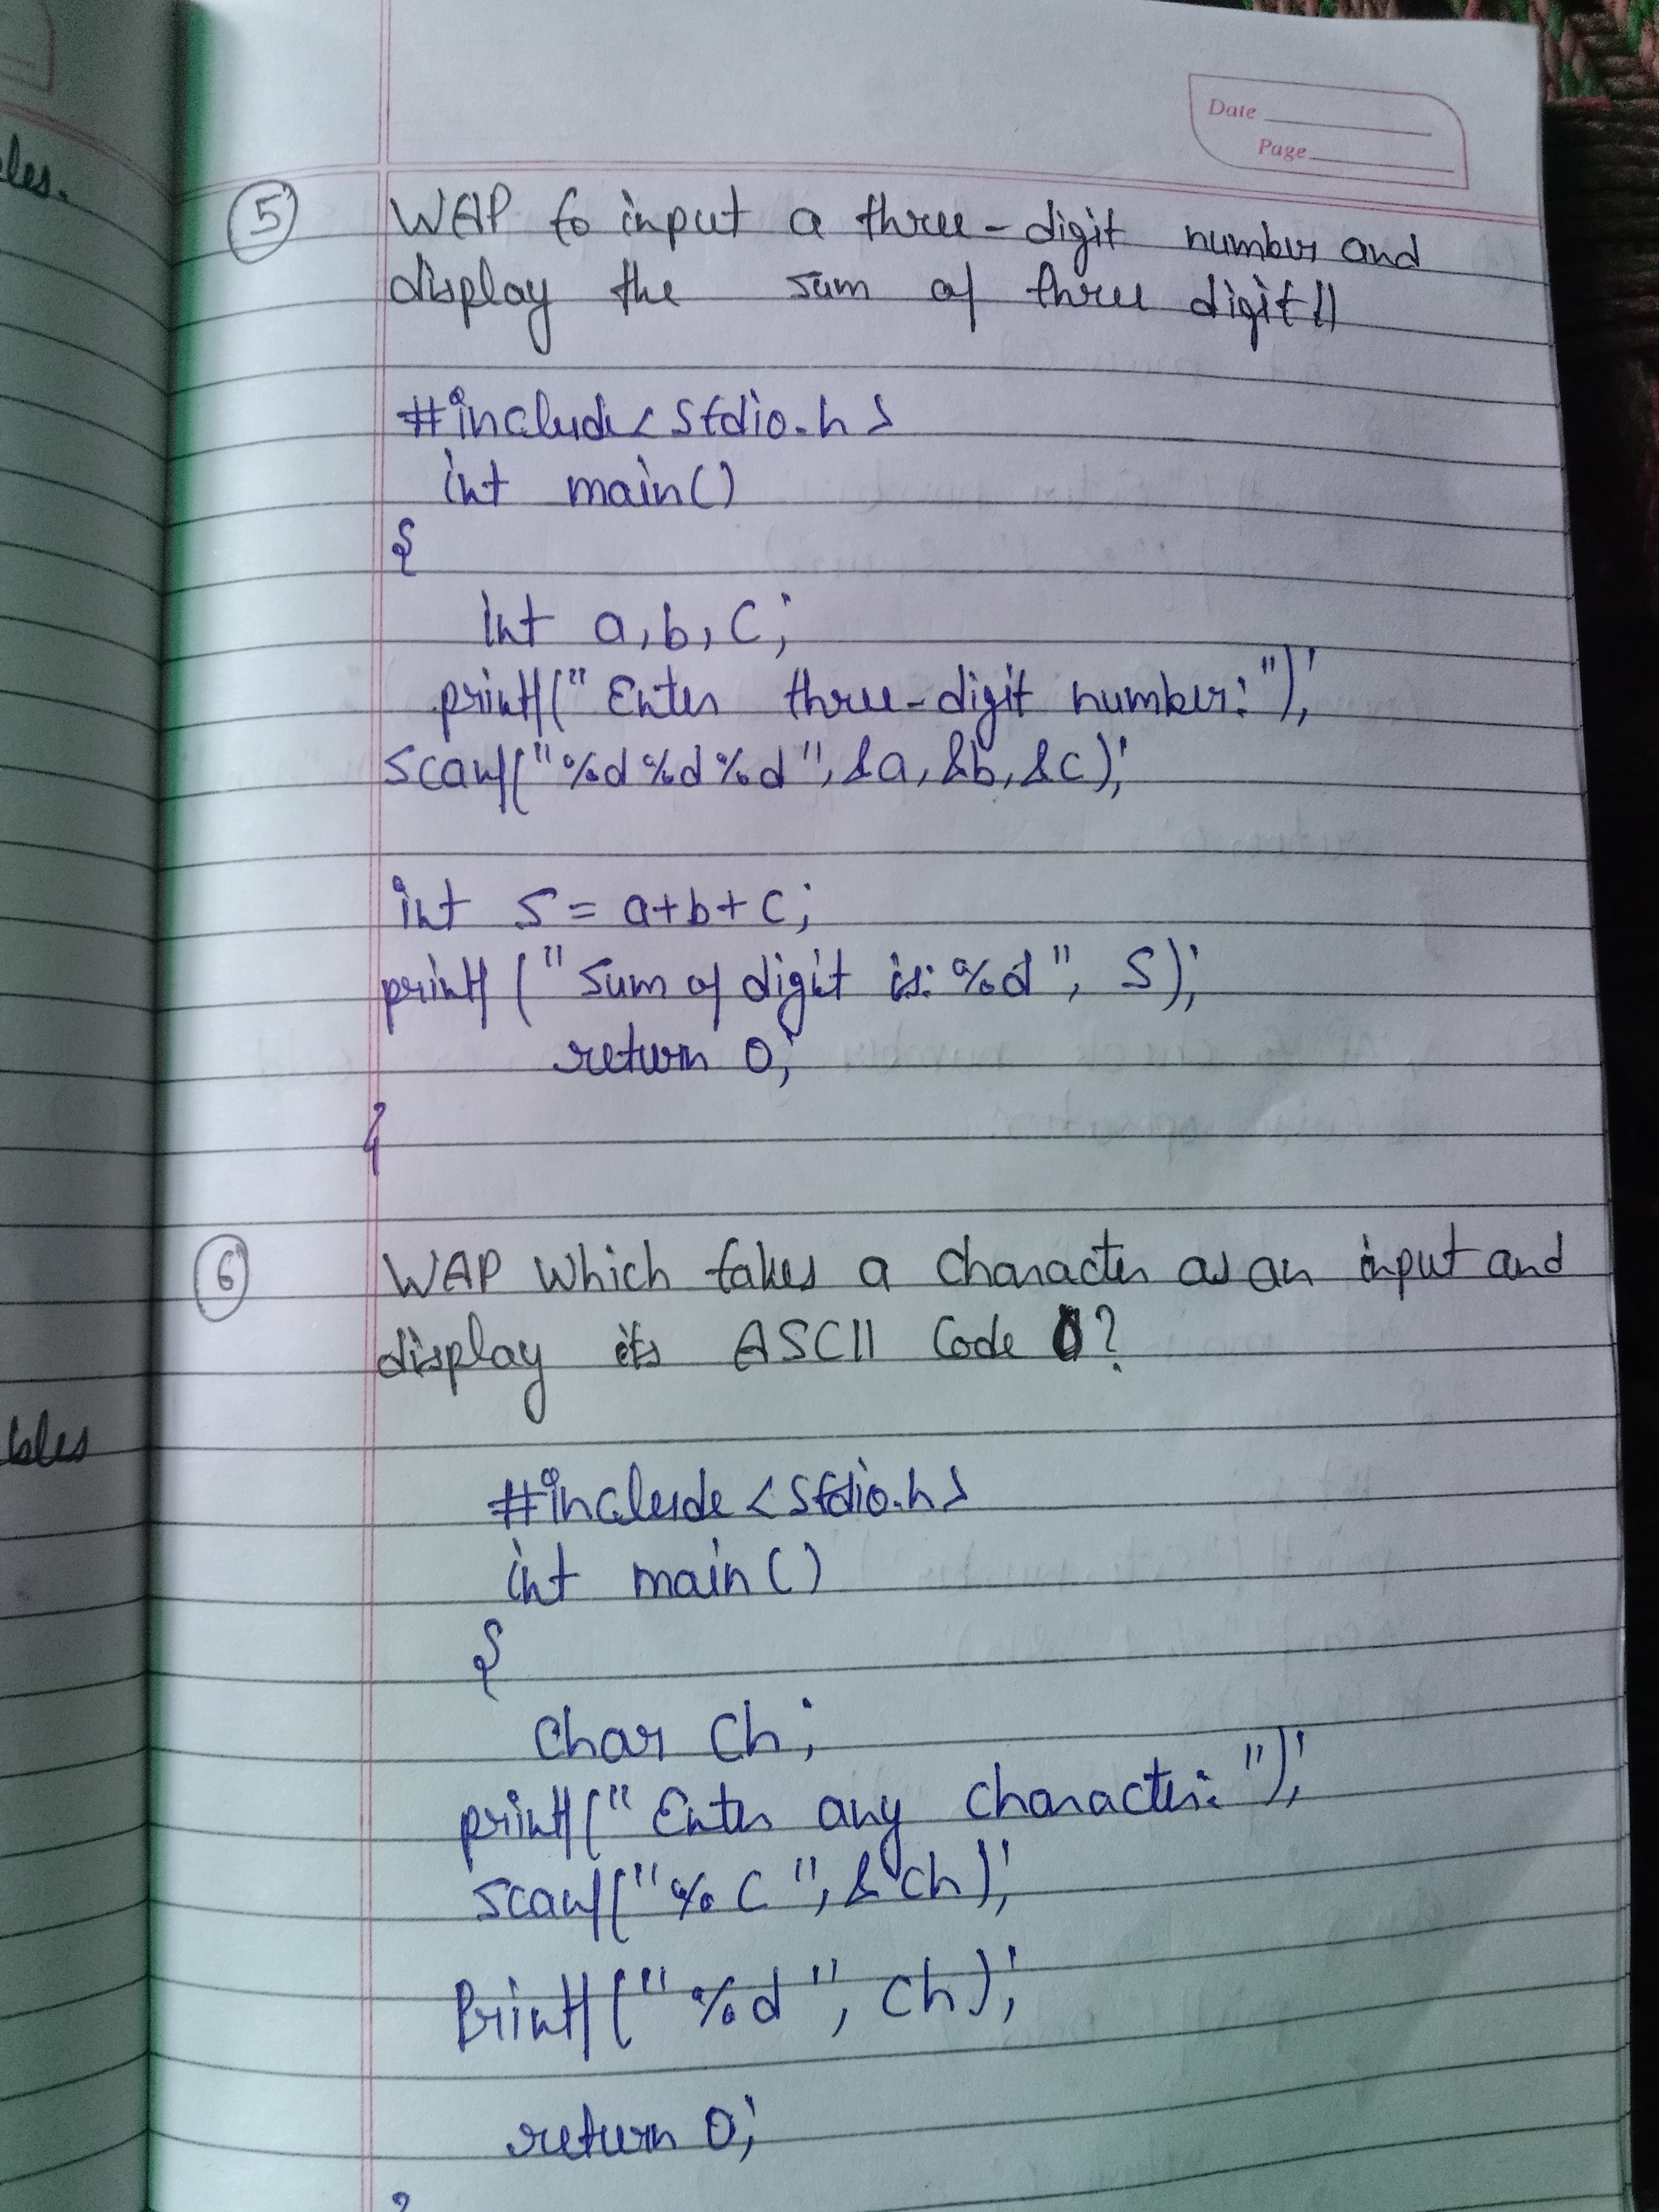 les.
Date
Page
5 WAP to input a three-digit number and
display the sum of three digit
#include<stdio.h>
int main()
{
int a,b,c;
printf("Enter three-digit number:");
scanf("%d%d%d",&a,&b,&c);
int s=a+b+c;
printf("Sum of digit is:%d",s);
return 0;
}
6 WAP which takes a character as an input and
display its ASCII Code ?
bles
#include<stdio.h>
int main()
{
char ch;
printf("Enter any character:");
scanf("%c",&ch);
Printf("%d",ch);
return 0;